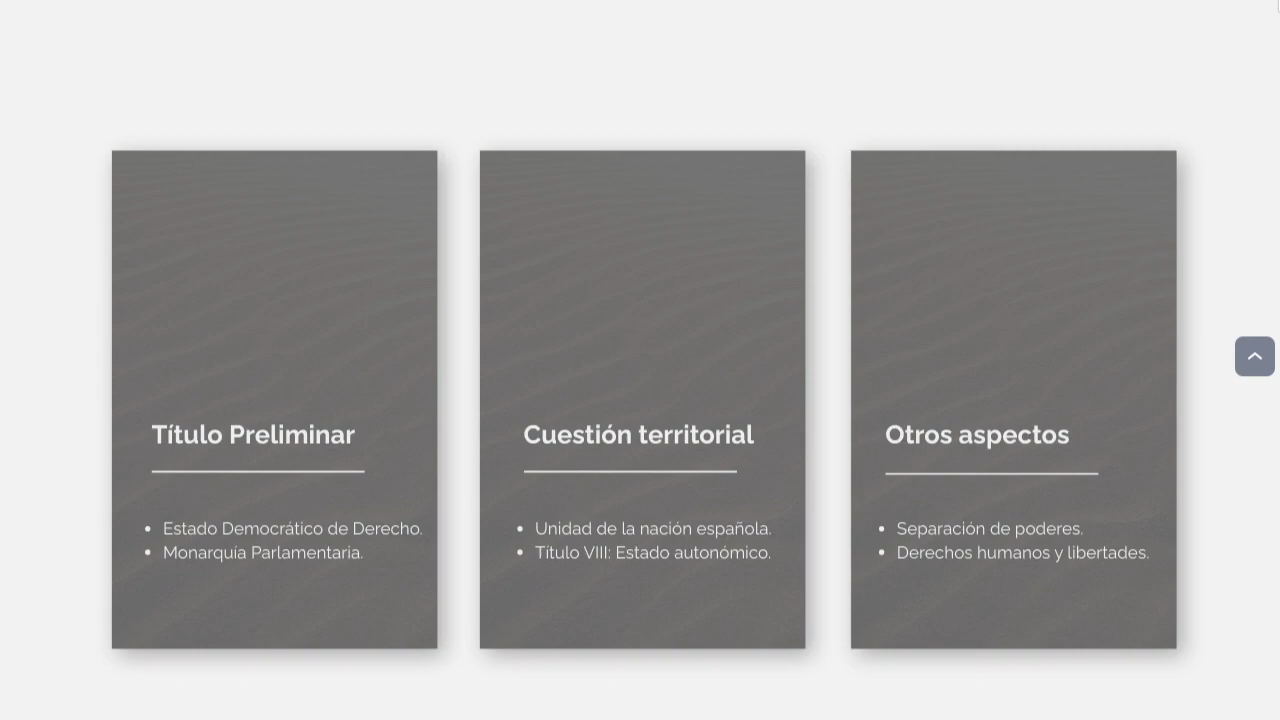 Título Preliminar
Estado Democrático de Derecho.
Monarquía Parlamentaria.
Cuestión territorial
Unidad de la nación española.
Título VIII: Estado autonómico.
Otros aspectos
Separación de poderes.
Derechos humanos y libertades.